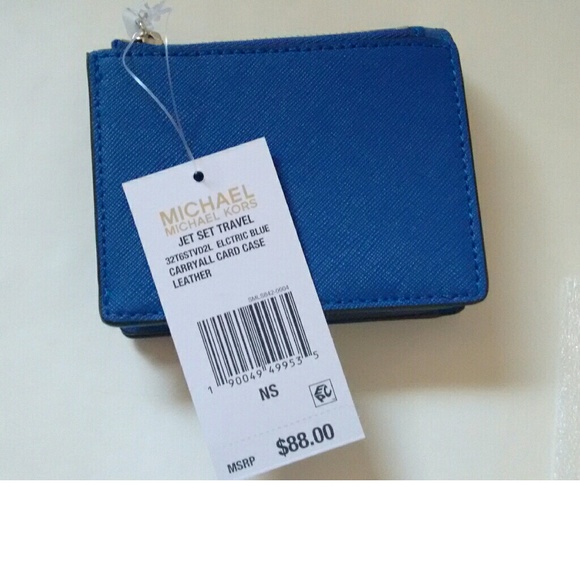 MICHAEL
MICHAEL KORS
JET SET TRAVEL
32T6STVD2L ELCTRIC BLUE
CARRYALL CARD CASE
LEATHER
1 90049 49953 5
NS
MSRP $88.00